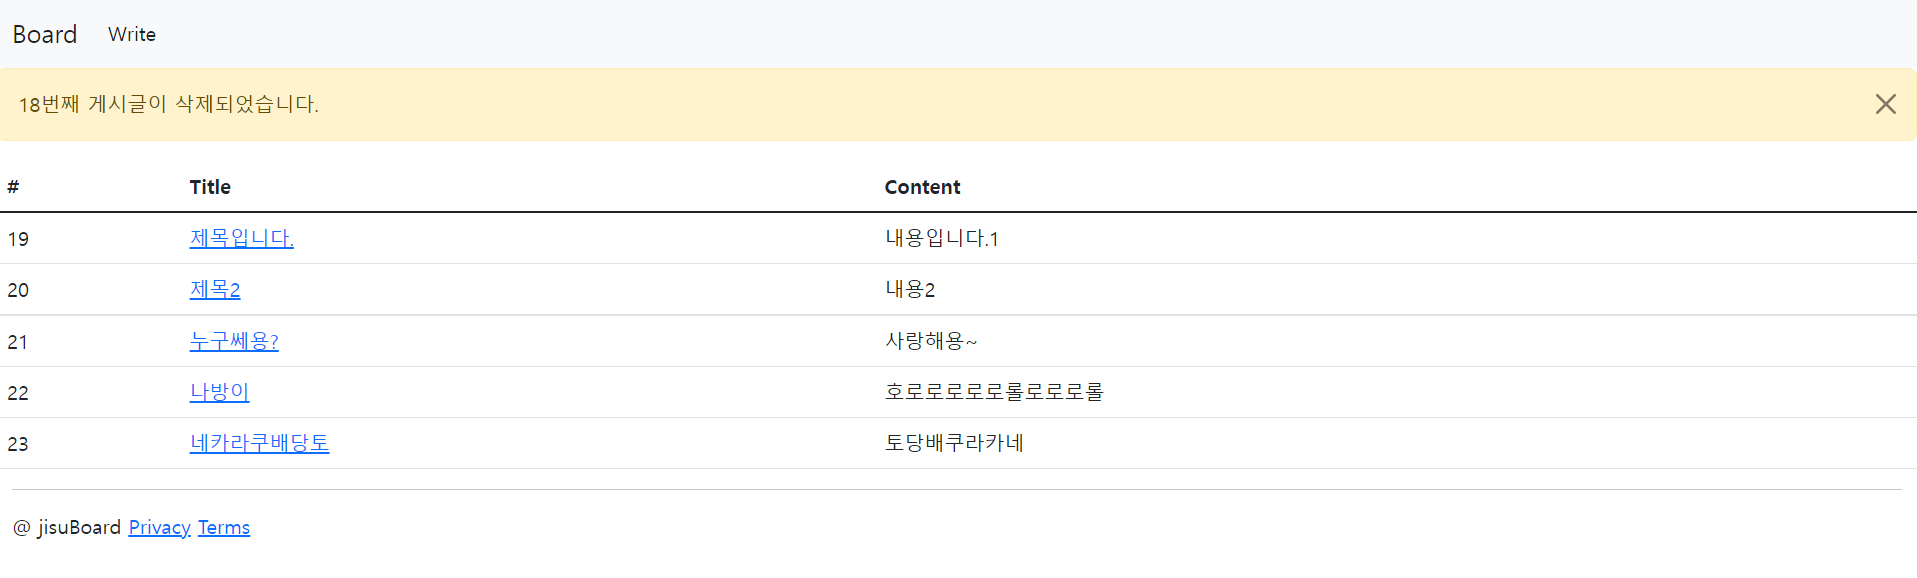 Board Write
18번째 게시글이 삭제되었습니다.
# Title Content
19 제목입니다. 내용입니다.1
20 제목2 내용2
21 누구쎄용? 사랑해용~
22 나방이 호로로로로로롤로로로롤
23 네카라쿠배당토 토당배쿠라카네
@ jisuBoard Privacy Terms